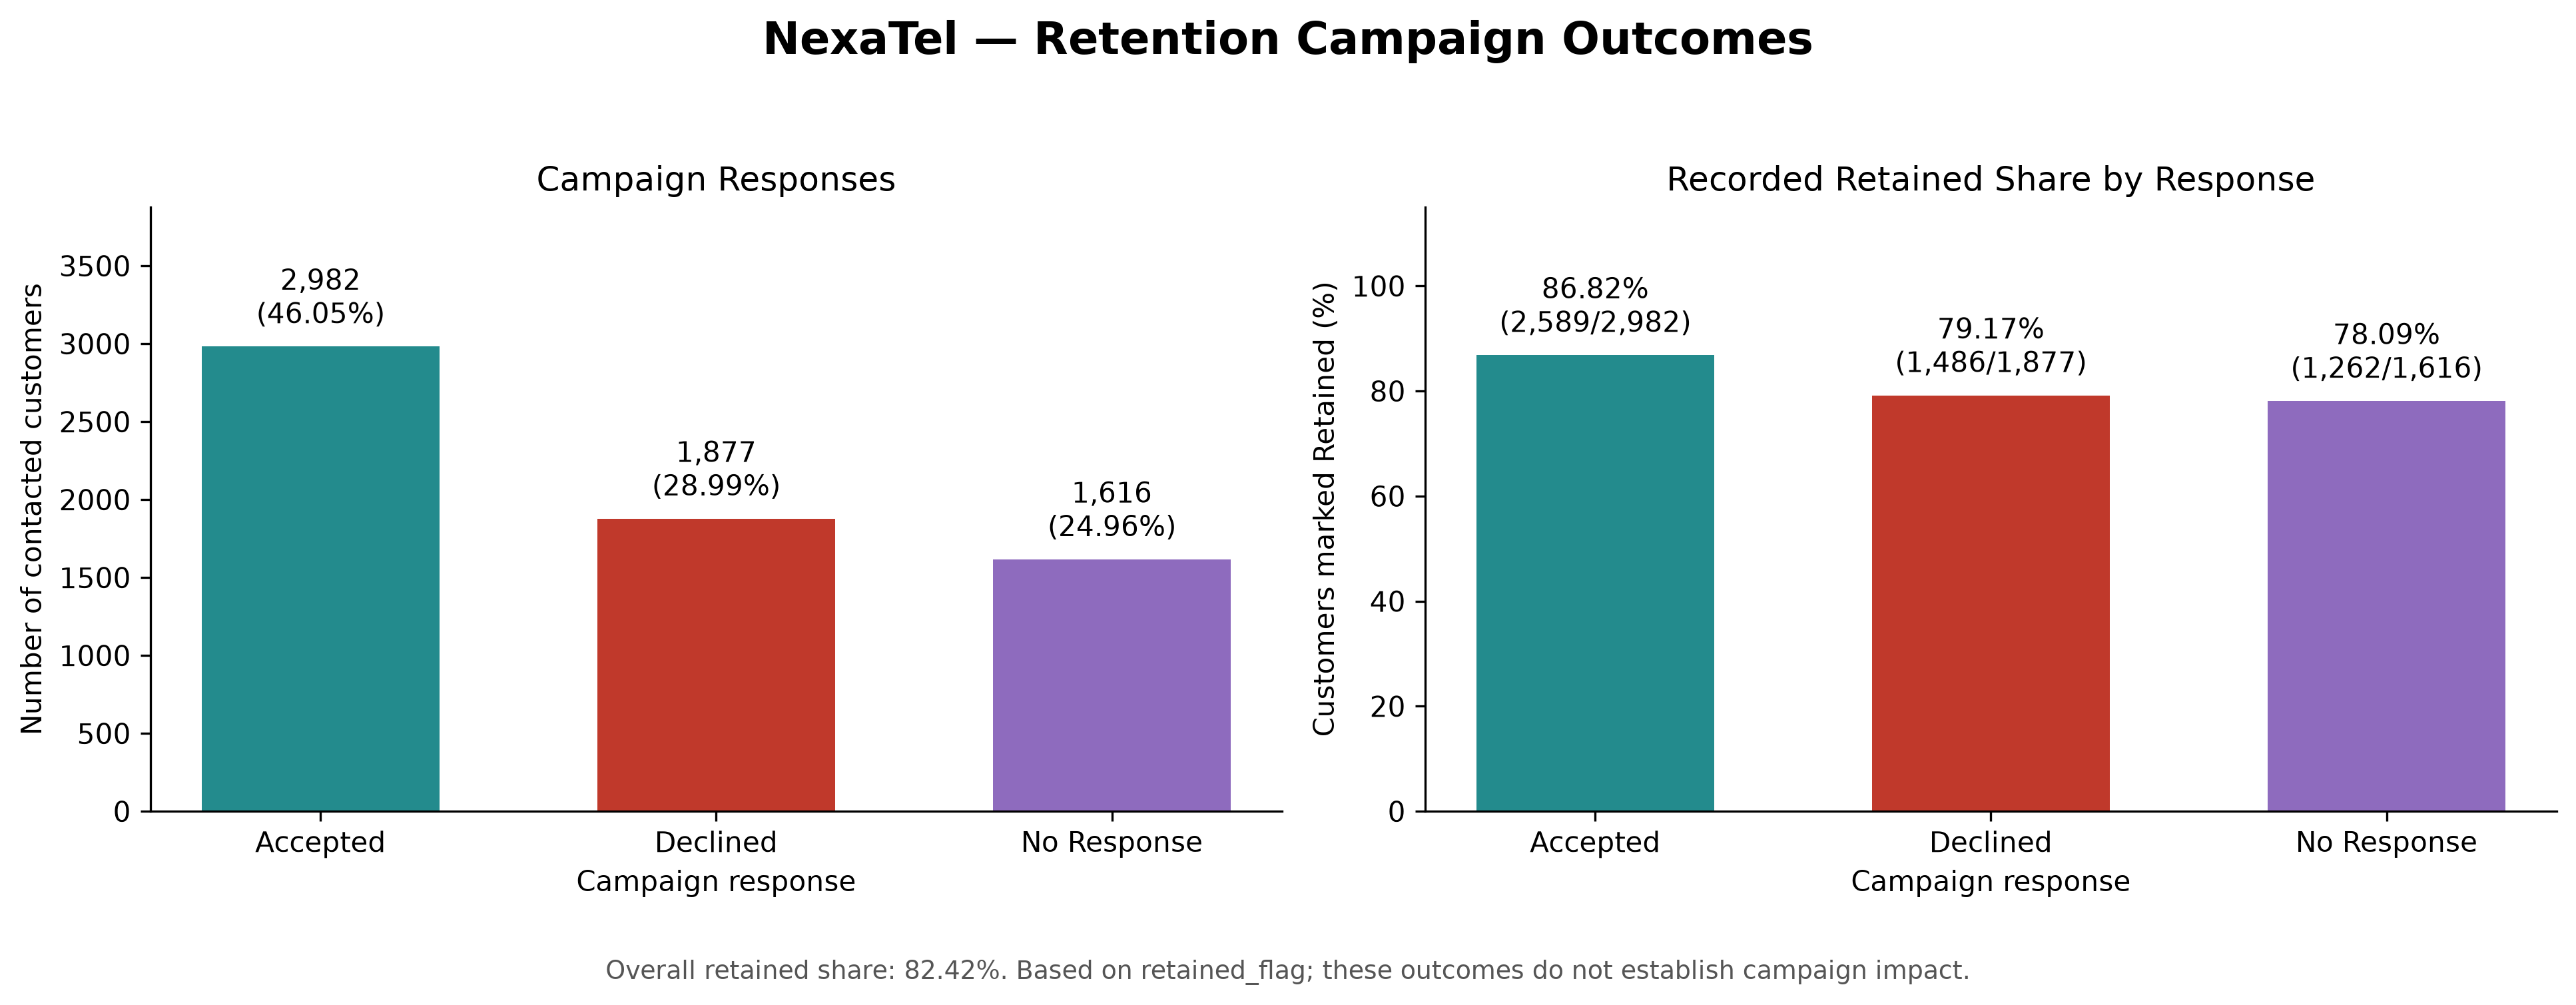 NexaTel — Retention Campaign Outcomes
Campaign Responses
Number of contacted customers
3500
3000
2500
2000
1500
1000
500
0
2,982
(46.05%)
1,877
(28.99%)
1,616
(24.96%)
Accepted
Declined
No Response
Campaign response
Recorded Retained Share by Response
Customers marked Retained (%)
100
80
60
40
20
0
86.82%
(2,589/2,982)
79.17%
(1,486/1,877)
78.09%
(1,262/1,616)
Accepted
Declined
No Response
Campaign response
Overall retained share: 82.42%. Based on retained_flag; these outcomes do not establish campaign impact.